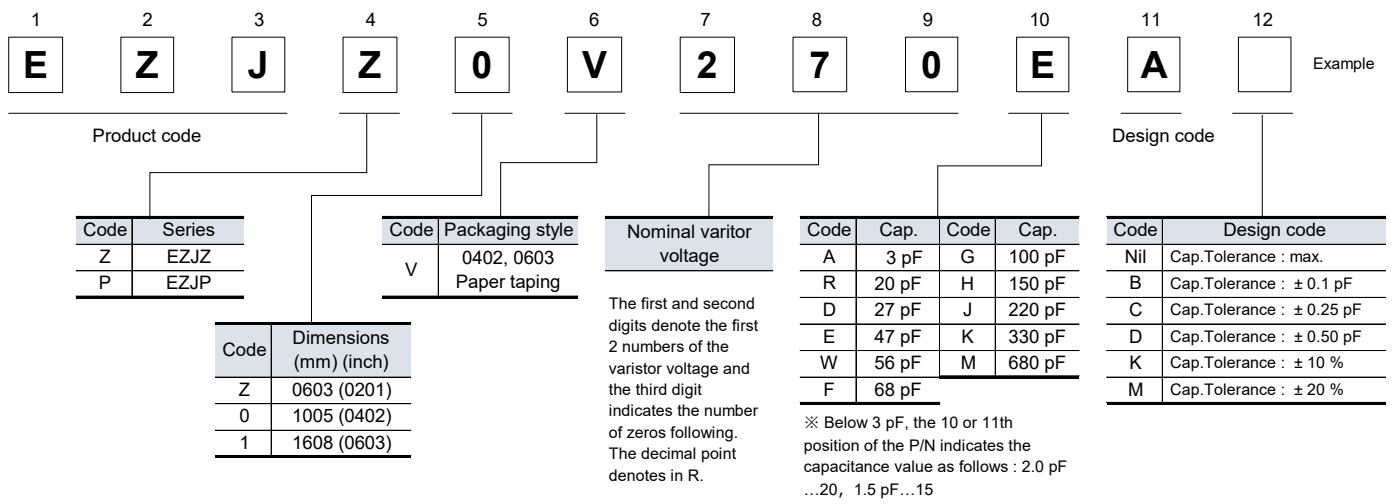 1 2 3 4 5 6 7 8 9 10 11 12
E Z J Z 0 V 2 7 0 E A Example
Product code
Design code
Code Series
Z EZJZ
P EZJP
Code Dimensions
(mm) (inch)
Z 0603 (0201)
0 1005 (0402)
1 1608 (0603)
Code Packaging style
V 0402, 0603
Paper taping
Nominal varitor
voltage
The first and second
digits denote the first
2 numbers of the
varistor voltage and
the third digit
indicates the number
of zeros following.
The decimal point
denotes in R.
Code Cap. Code Cap.
A 3 pF G 100 pF
R 20 pF H 150 pF
D 27 pF J 220 pF
E 47 pF K 330 pF
W 56 pF M 680 pF
F 68 pF
※ Below 3 pF, the 10 or 11th
position of the P/N indicates the
capacitance value as follows : 2.0 pF
…20, 1.5 pF…15
Code Design code
Nil Cap.Tolerance : max.
B Cap.Tolerance : ± 0.1 pF
C Cap.Tolerance : ± 0.25 pF
D Cap.Tolerance : ± 0.50 pF
K Cap.Tolerance : ± 10 %
M Cap.Tolerance : ± 20 %